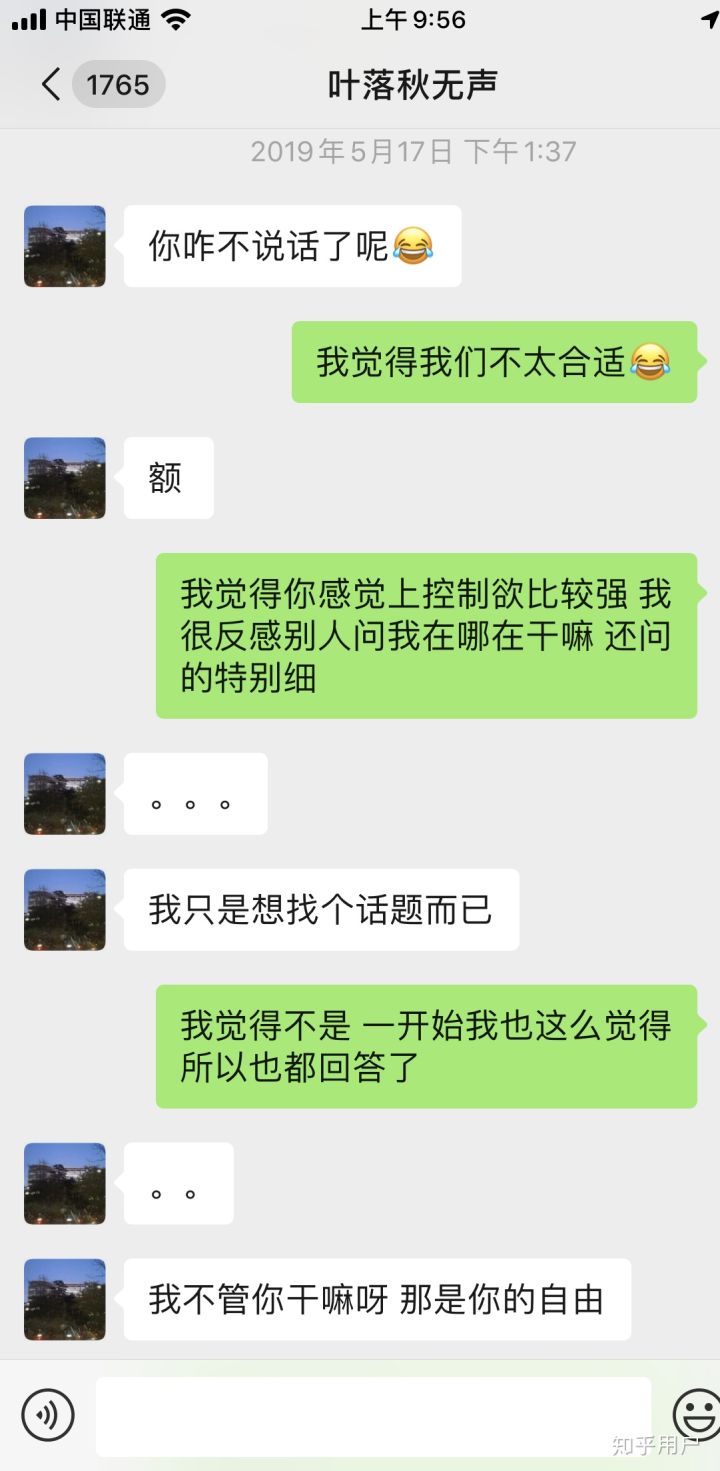 中国联通
上午9:56
1765
叶落秋无声
2019年5月17日 下午1:37
你咋不说话了呢😂
我觉得我们不太合适😂
额
我觉得你感觉上控制欲比较强 我
很反感别人问我在哪在干嘛 还问
的特别细
。。。
我只是想找个话题而已
我觉得不是 一开始我也这么觉得
所以也都回答了
。。
我不管你干嘛呀 那是你的自由
知乎用户